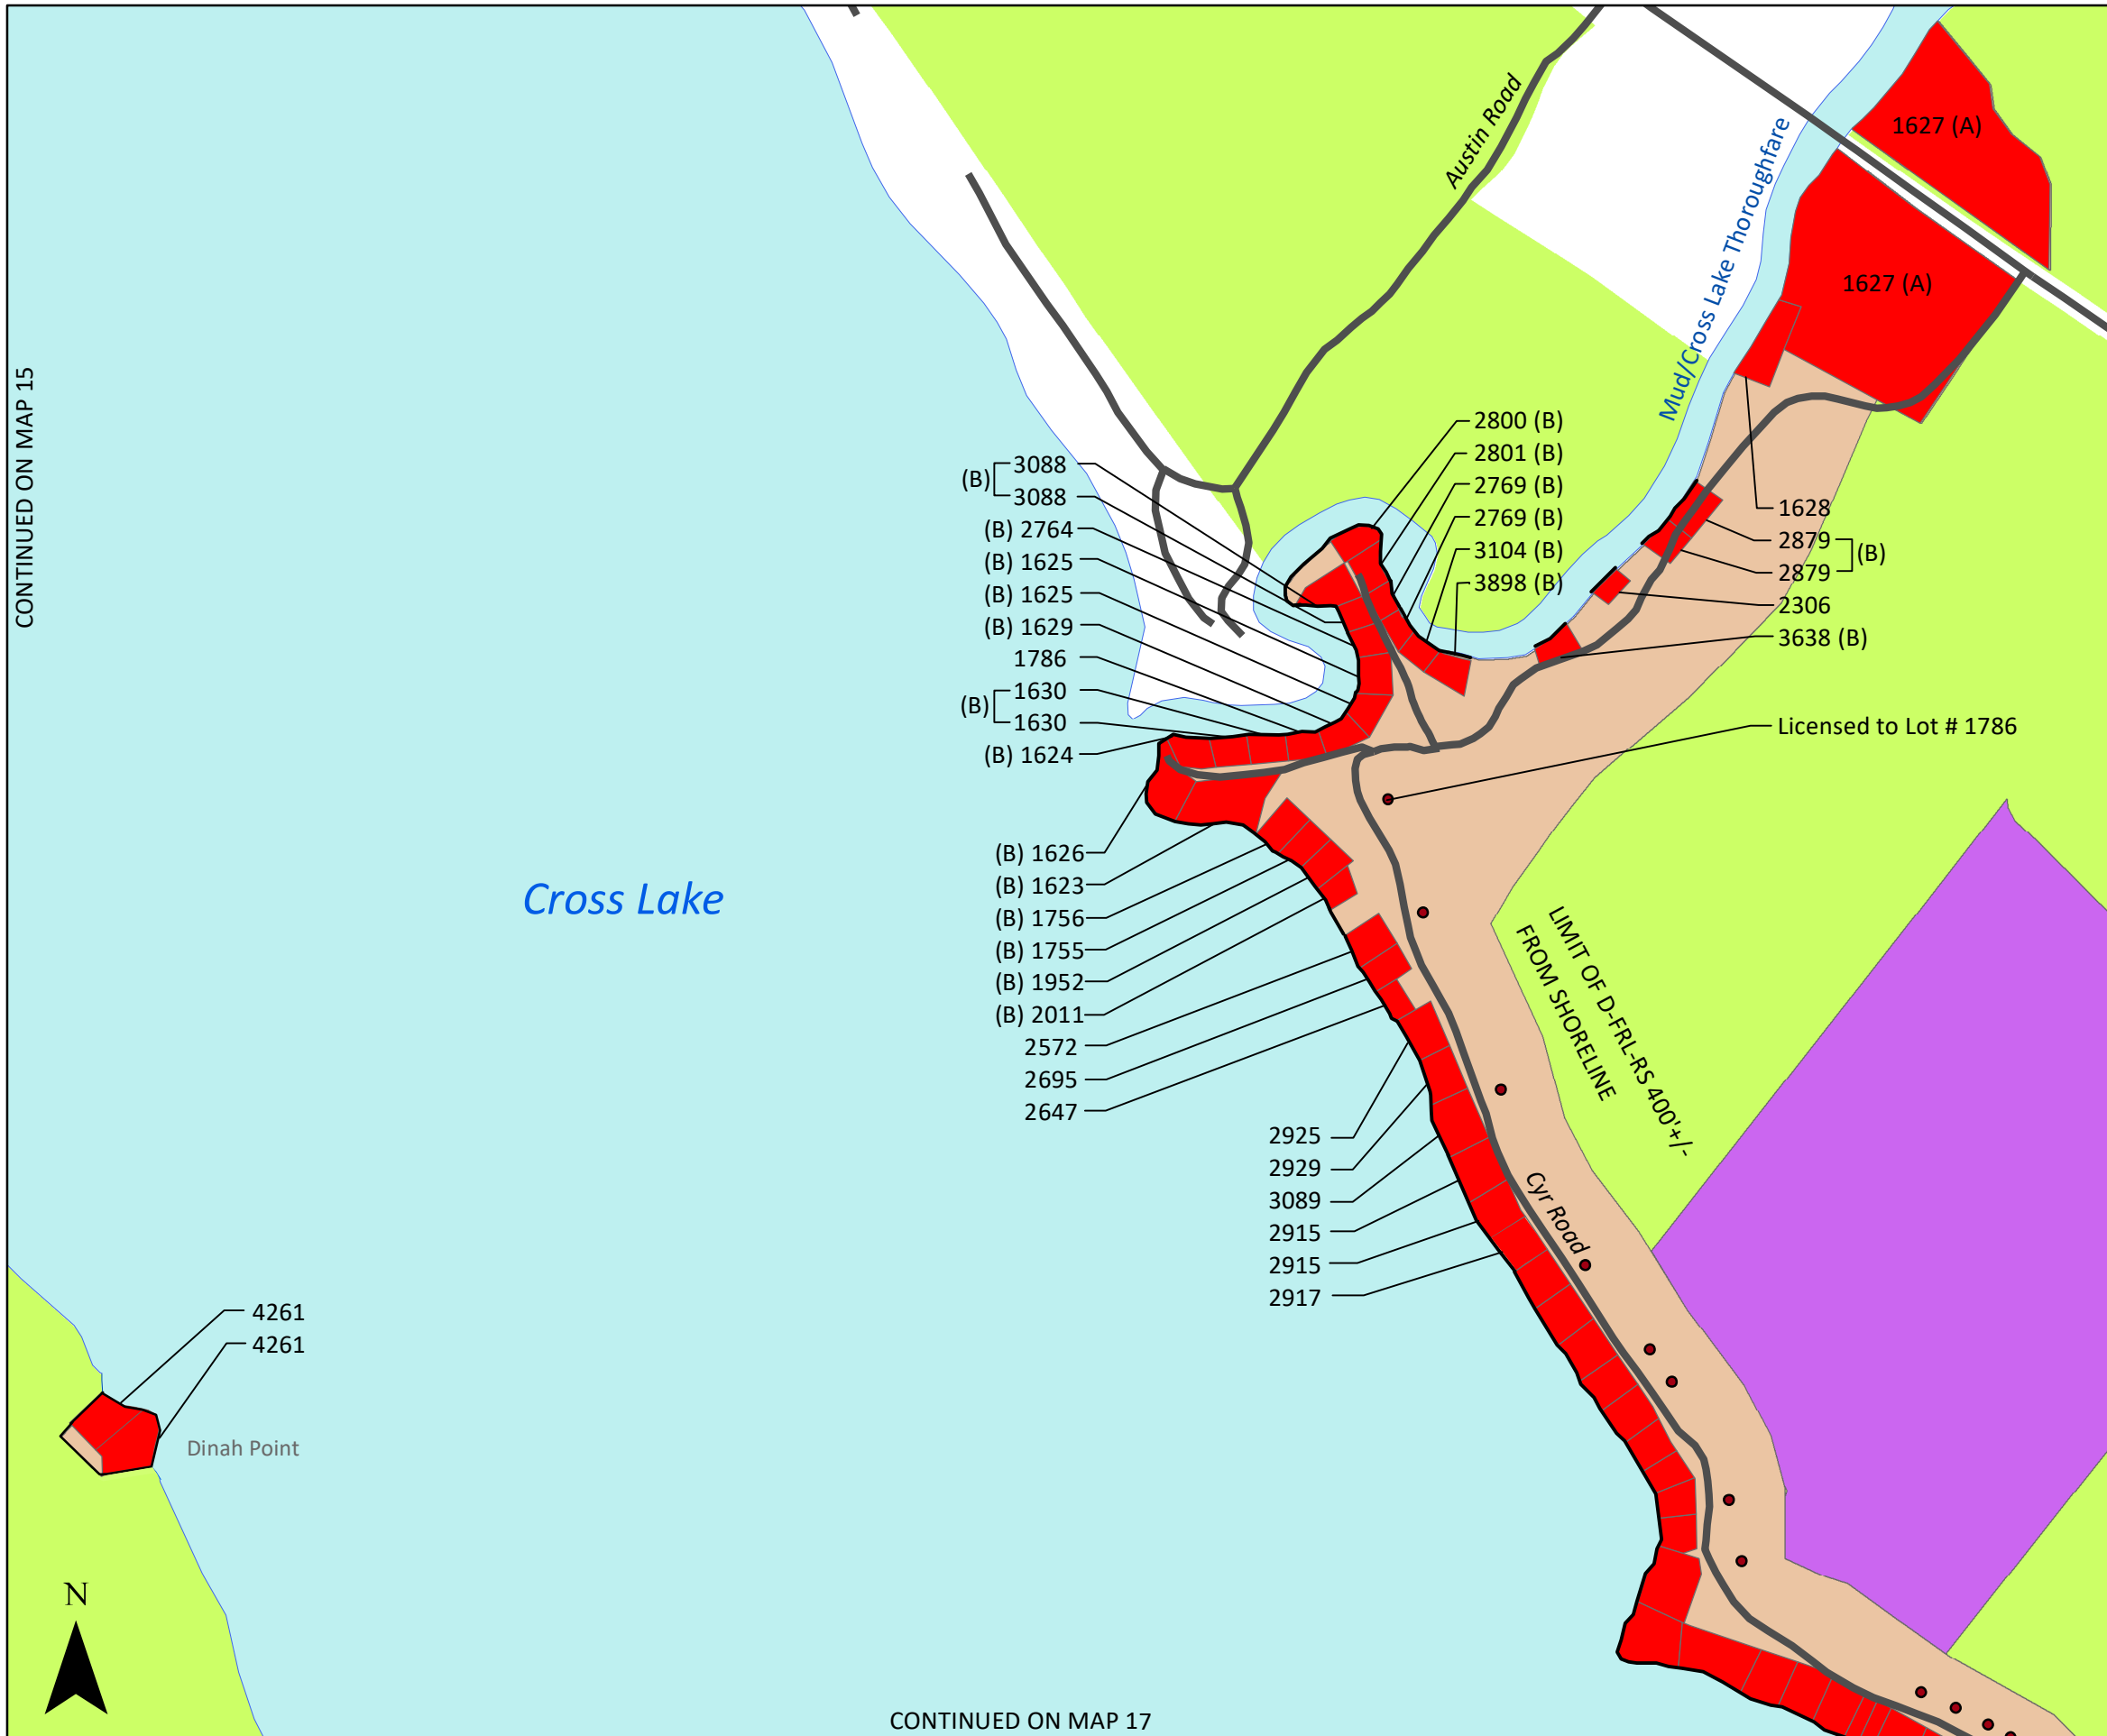 Austin Road
1627 (A)
Mud/Cross Lake Thoroughfare
1627 (A)
CONTINUED ON MAP 15
(B)
3088
3088
(B) 2764
(B) 1625
(B) 1625
(B) 1629
1786
(B)
1630
1630
(B) 1624
2800 (B)
2801 (B)
2769 (B)
2769 (B)
3104 (B)
3898 (B)
1628
2879
2879
(B)
2306
3638 (B)
Licensed to Lot # 1786
(B) 1626
(B) 1623
(B) 1756
(B) 1755
(B) 1952
(B) 2011
2572
2695
2647
Cross Lake
LIMIT OF D-FRL-RS 400'+/-
FROM SHORELINE
2925
2929
3089
2915
2915
2917
Cyr Road
4261
4261
Dinah Point
N
CONTINUED ON MAP 17